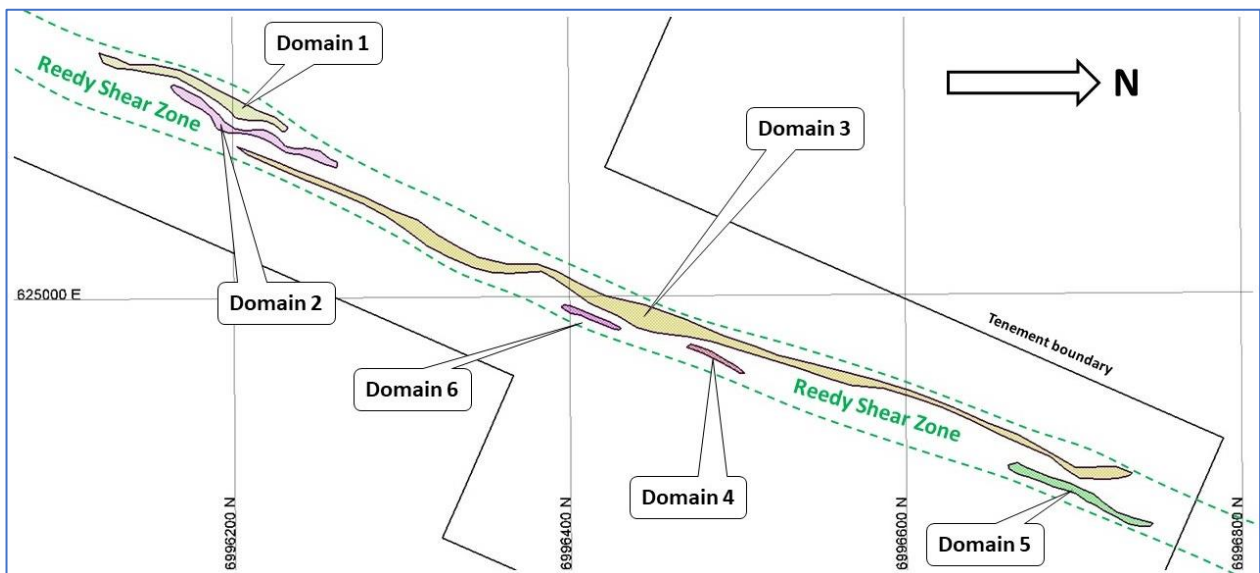 Domain 1
Reedy Shear Zone
N
Domain 3
Domain 2
625000 E
Tenement boundary
Domain 6
Reedy Shear Zone
Domain 4
Domain 5
6996200 N
6996400 N
6996600 N
6996800 N